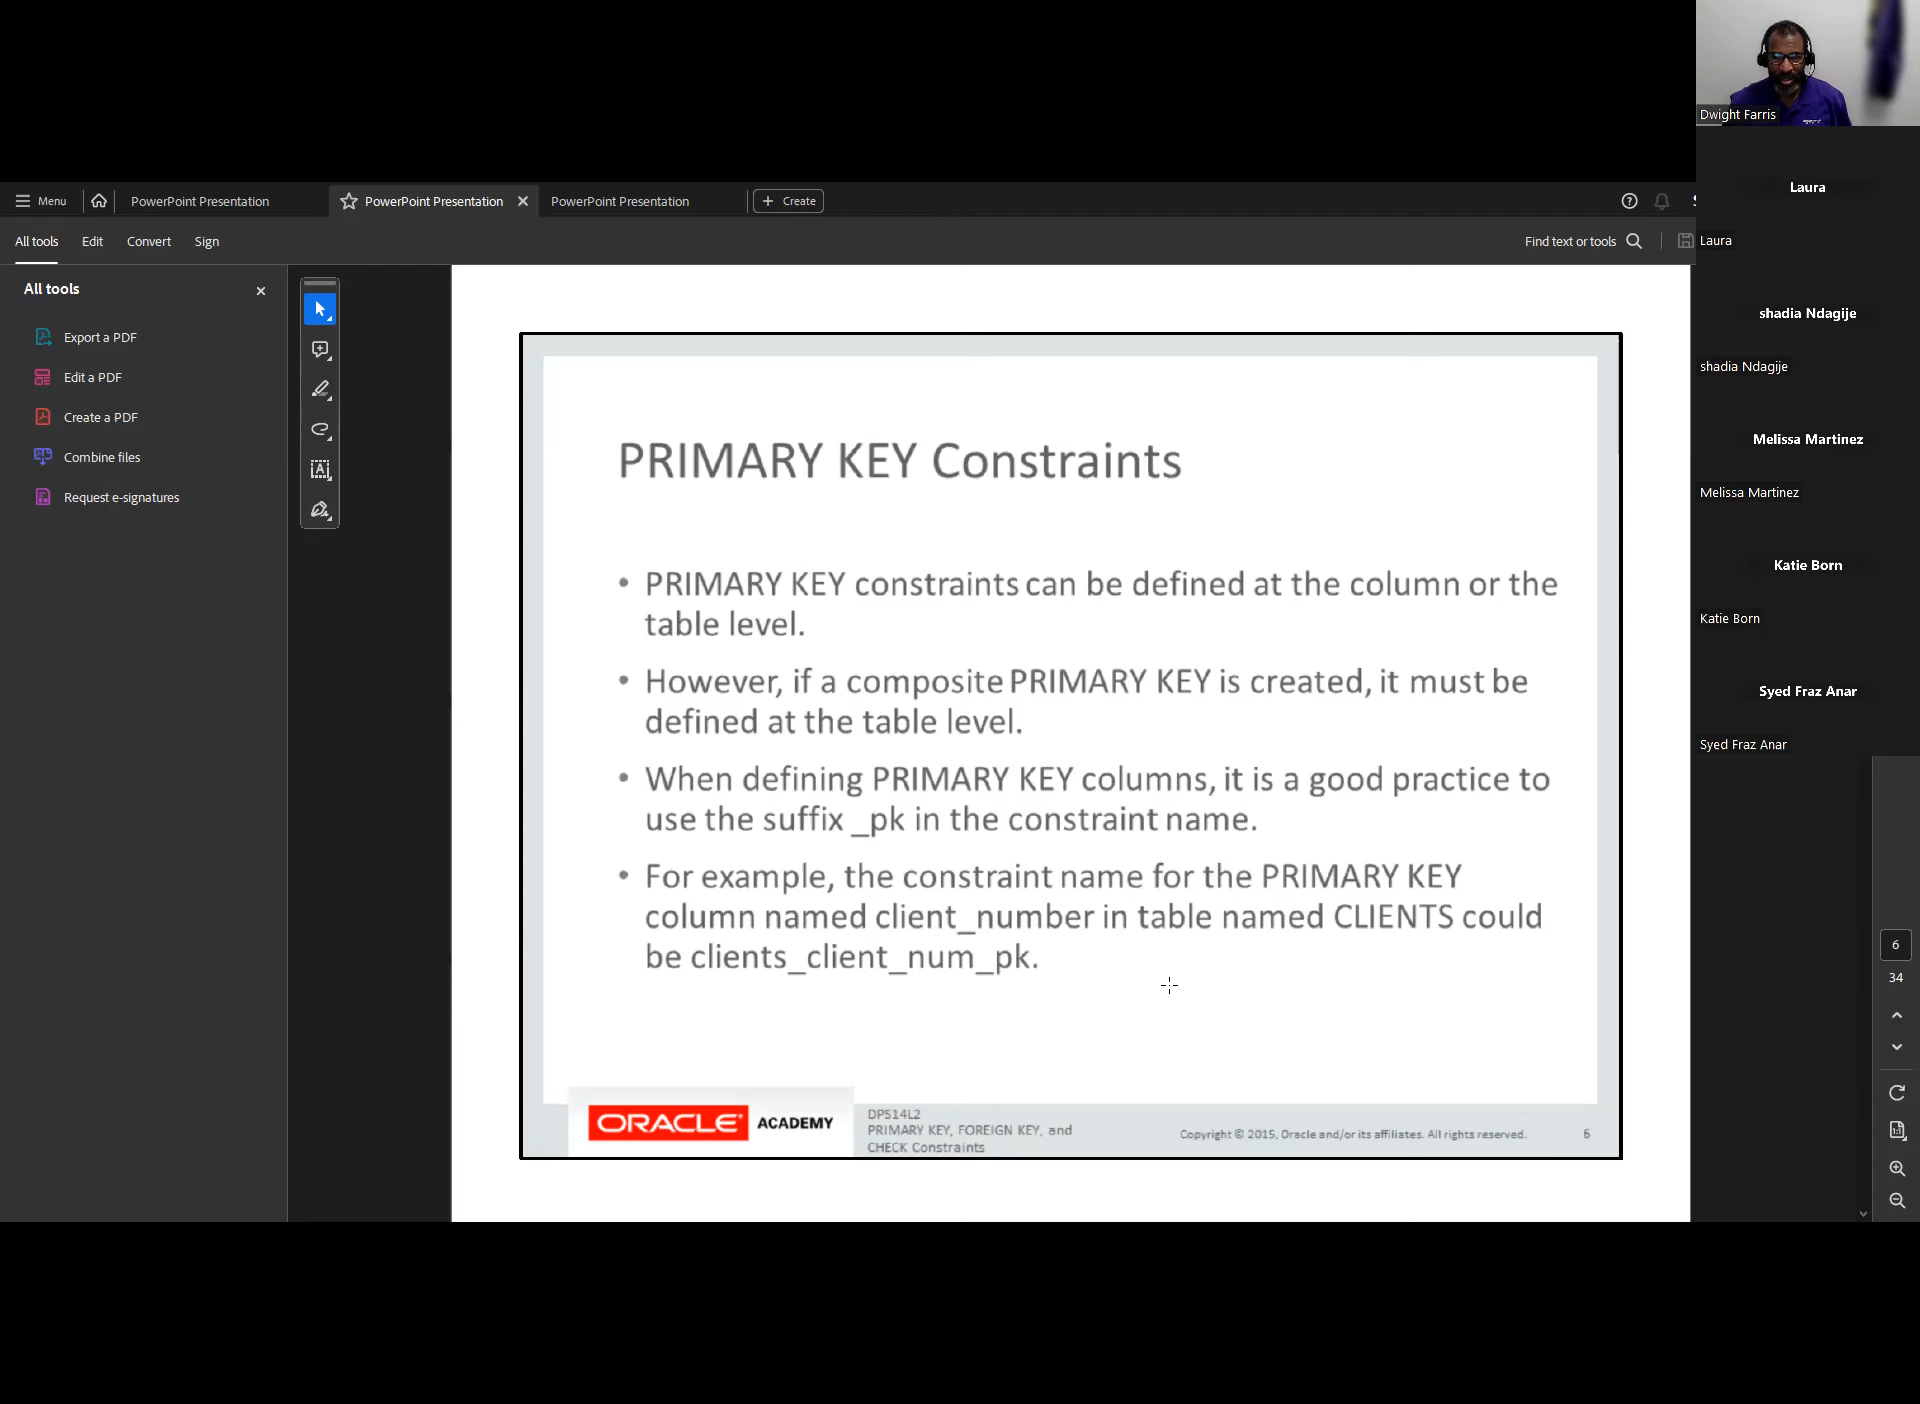 Dwight Farris
Laura
Menu
PowerPoint Presentation
PowerPoint Presentation
PowerPoint Presentation
Create
All tools
Edit
Convert
Sign
Find text or tools
Laura
All tools
Export a PDF
Edit a PDF
Create a PDF
Combine files
Request e-signatures
shadia Ndagije
shadia Ndagije
Melissa Martinez
Melissa Martinez
Katie Born
Katie Born
Syed Fraz Anar
Syed Fraz Anar
PRIMARY KEY Constraints
• PRIMARY KEY constraints can be defined at the column or the
table level.
• However, if a composite PRIMARY KEY is created, it must be
defined at the table level.
• When defining PRIMARY KEY columns, it is a good practice to
use the suffix _pk in the constraint name.
• For example, the constraint name for the PRIMARY KEY
column named client_number in table named CLIENTS could
be clients_client_num_pk.
ORACLE ACADEMY
DPS14L2
PRIMARY KEY, FOREIGN KEY, and
CHECK Constraints
Copyright © 2015, Oracle and/or its affiliates. All rights reserved.
6
6
34